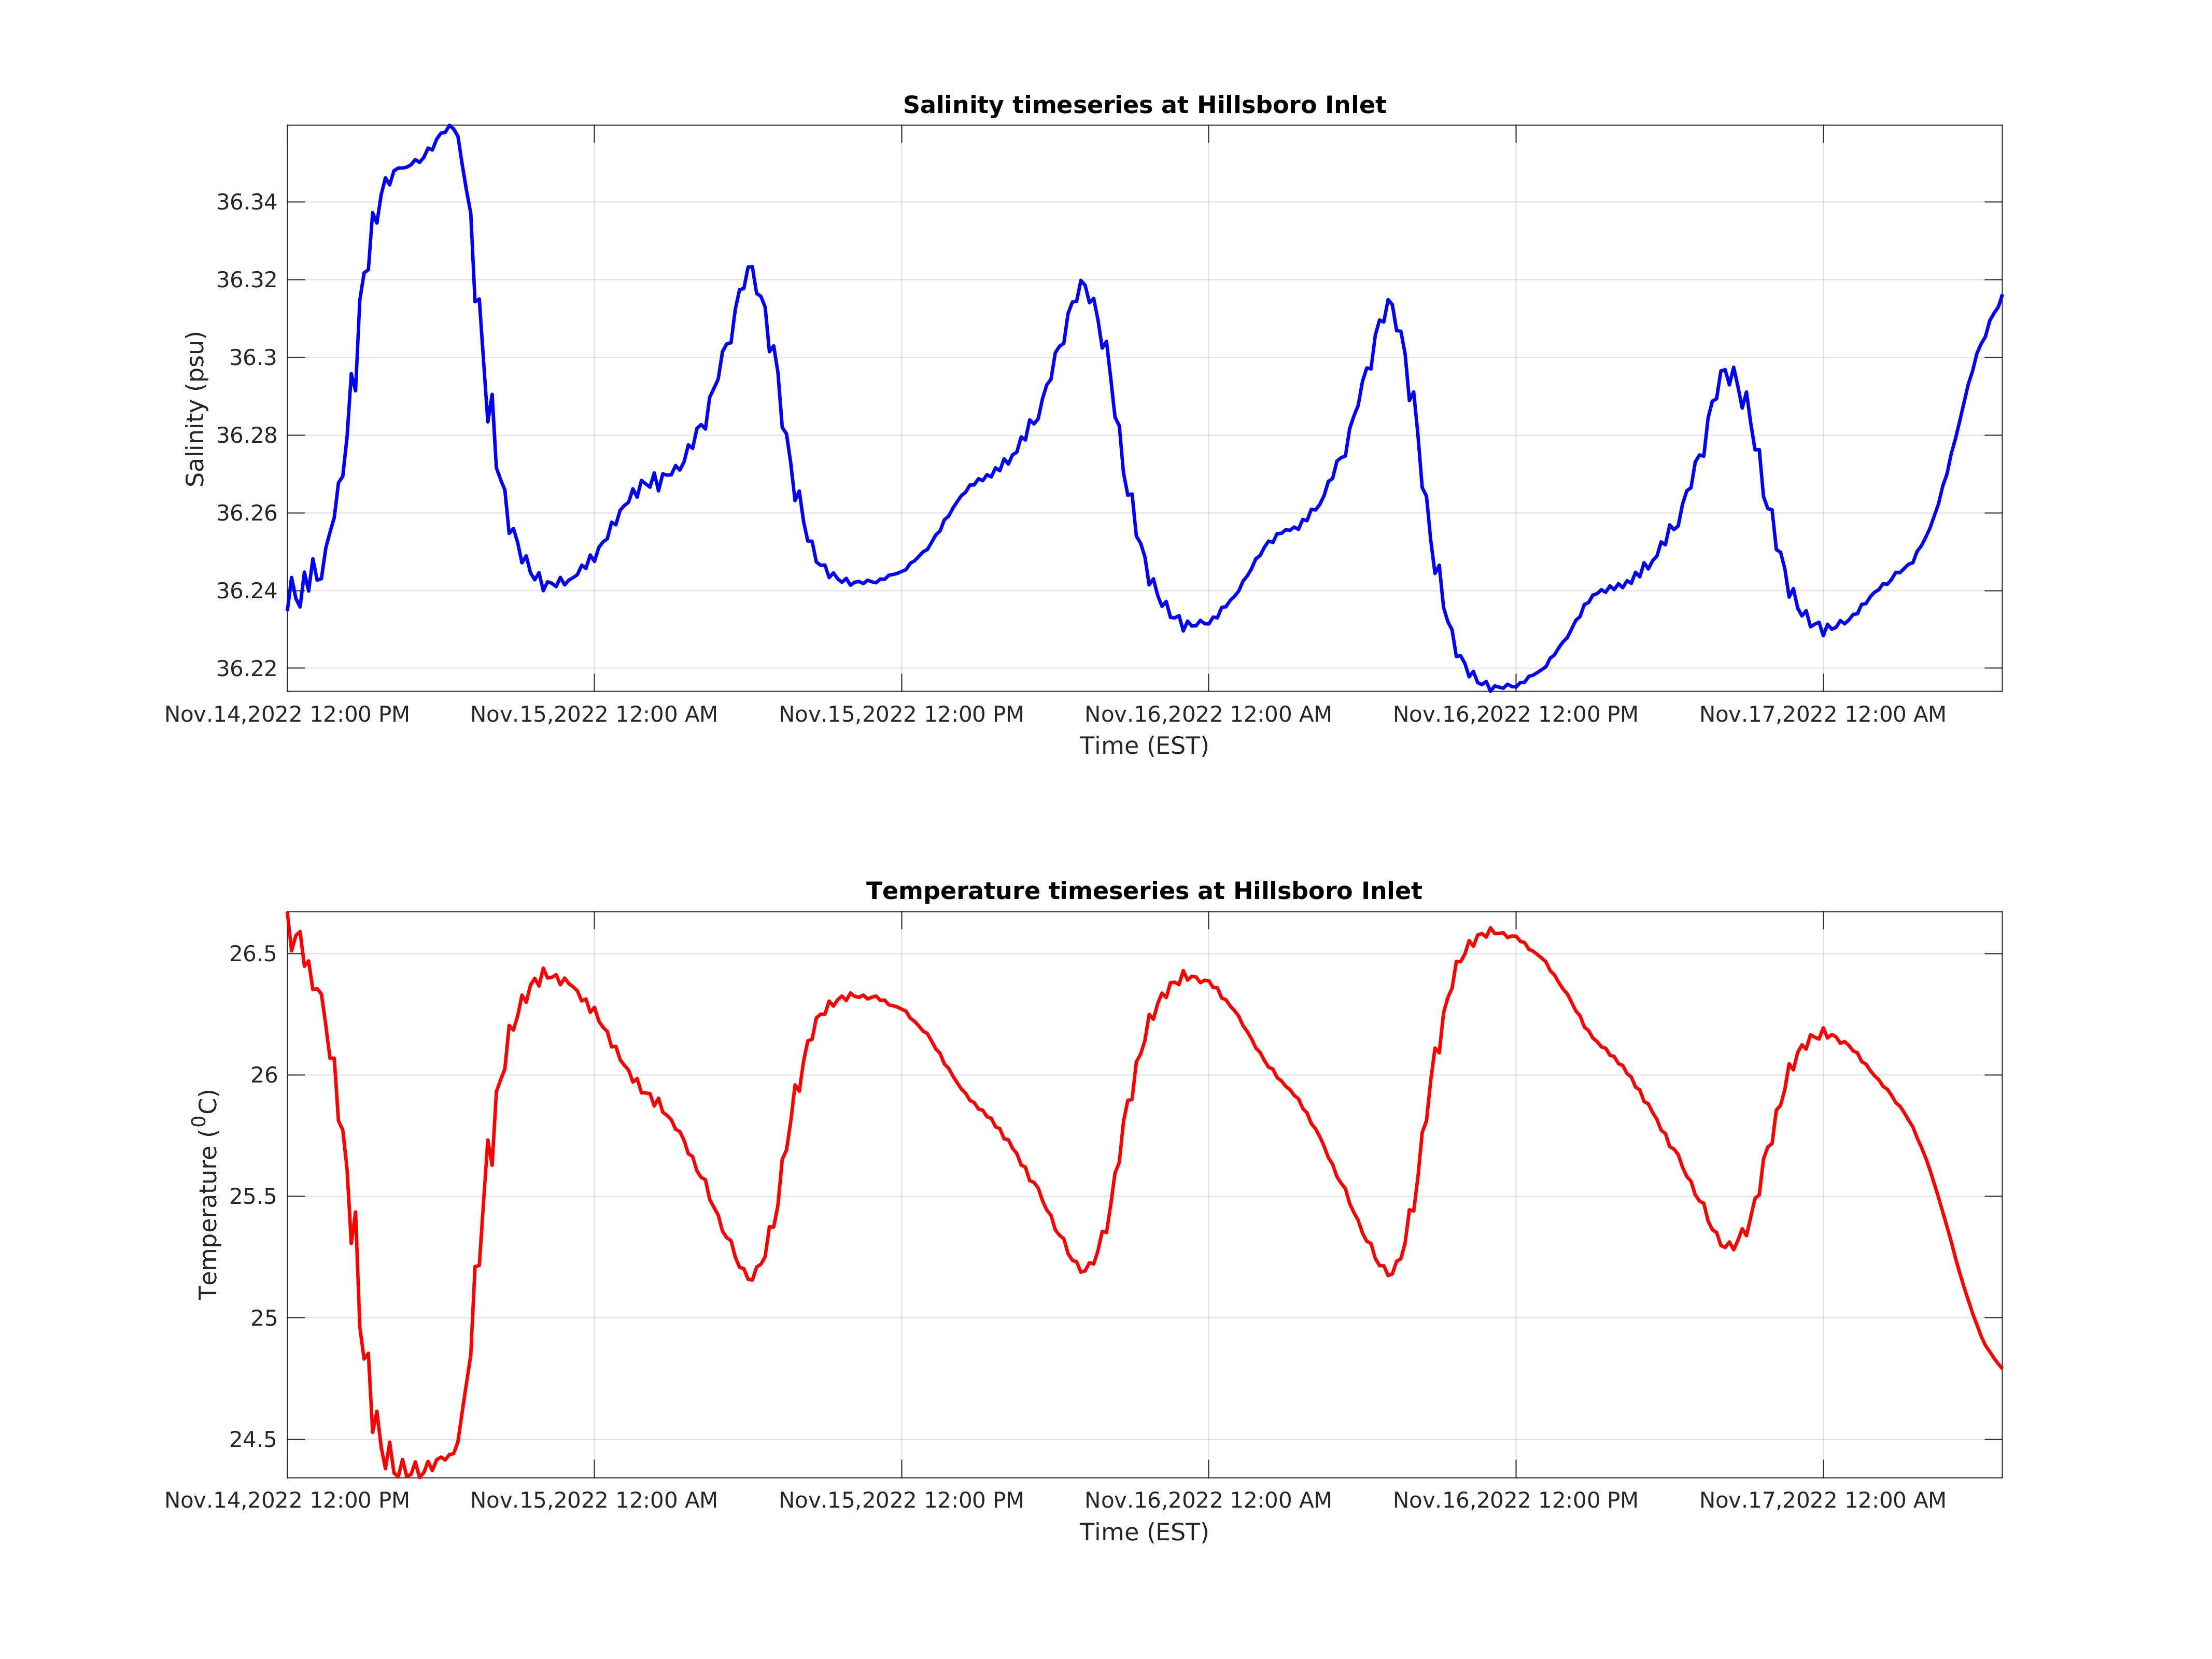 Salinity timeseries at Hillsboro Inlet
Salinity (psu)
36.34
36.32
36.3
36.28
36.26
36.24
36.22
Nov.14,2022 12:00 PM Nov.15,2022 12:00 AM Nov.15,2022 12:00 PM Nov.16,2022 12:00 AM Nov.16,2022 12:00 PM Nov.17,2022 12:00 AM
Time (EST)
Temperature timeseries at Hillsboro Inlet
Temperature (⁰C)
26.5
26
25.5
25
24.5
Nov.14,2022 12:00 PM Nov.15,2022 12:00 AM Nov.15,2022 12:00 PM Nov.16,2022 12:00 AM Nov.16,2022 12:00 PM Nov.17,2022 12:00 AM
Time (EST)